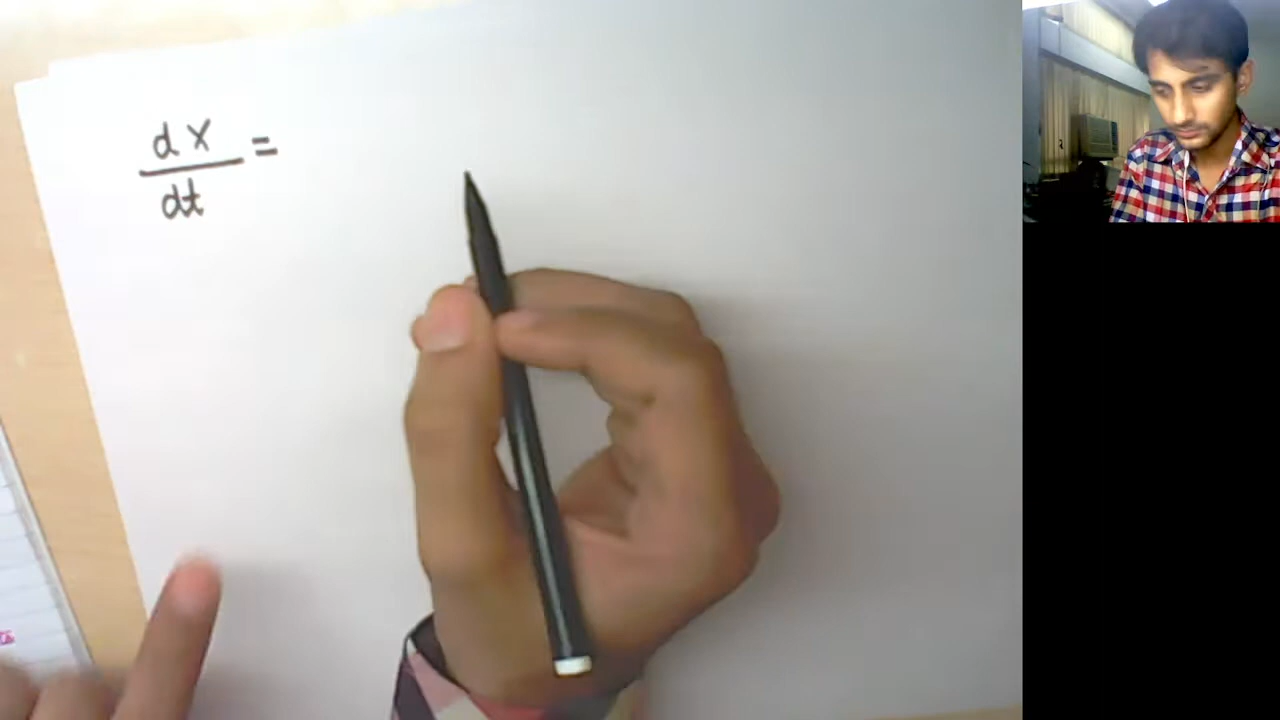 dx/dt =